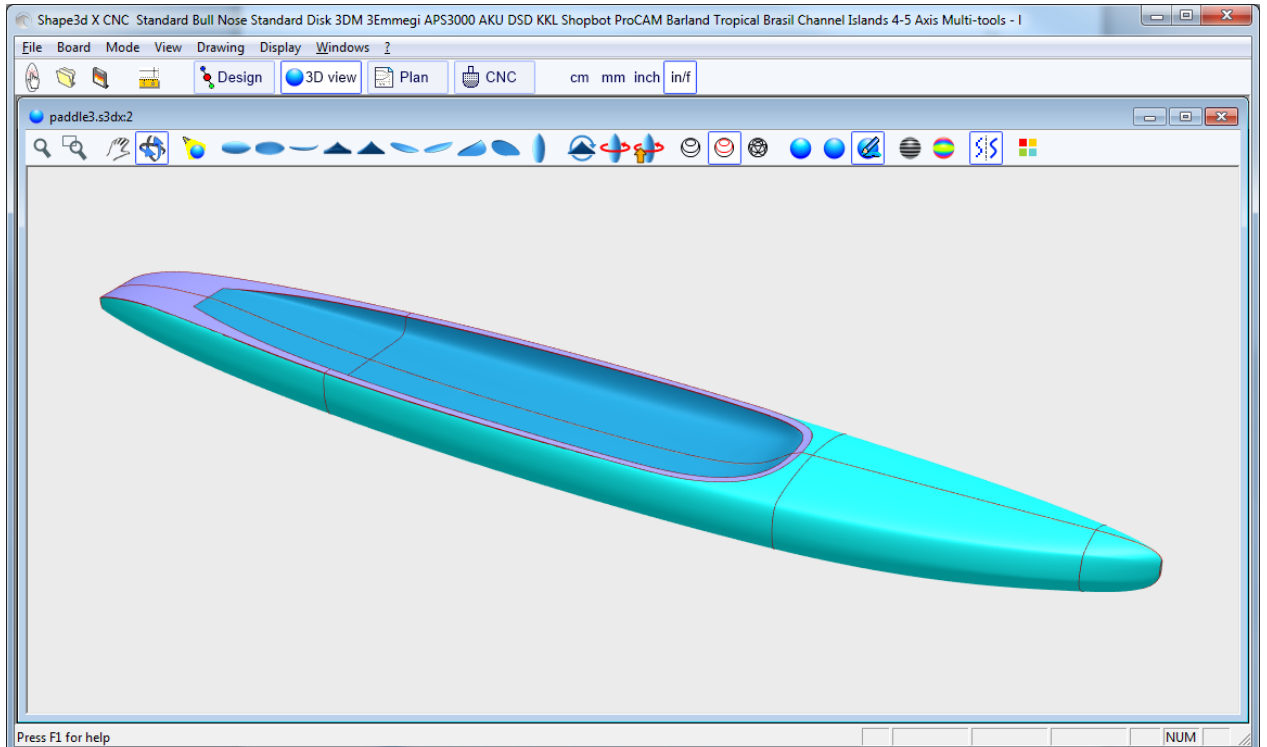 Shape3d X CNC Standard Bull Nose Standard Disk 3DM 3Emmegi APS3000 AKU DSD KKL Shopbot ProCAM Barland Tropical Brasil Channel Islands 4-5 Axis Multi-tools - I
File Board Mode View Drawing Display Windows ?
Design 3D view Plan CNC cm mm inch in/f
paddle3.s3dx:2
Press F1 for help NUM